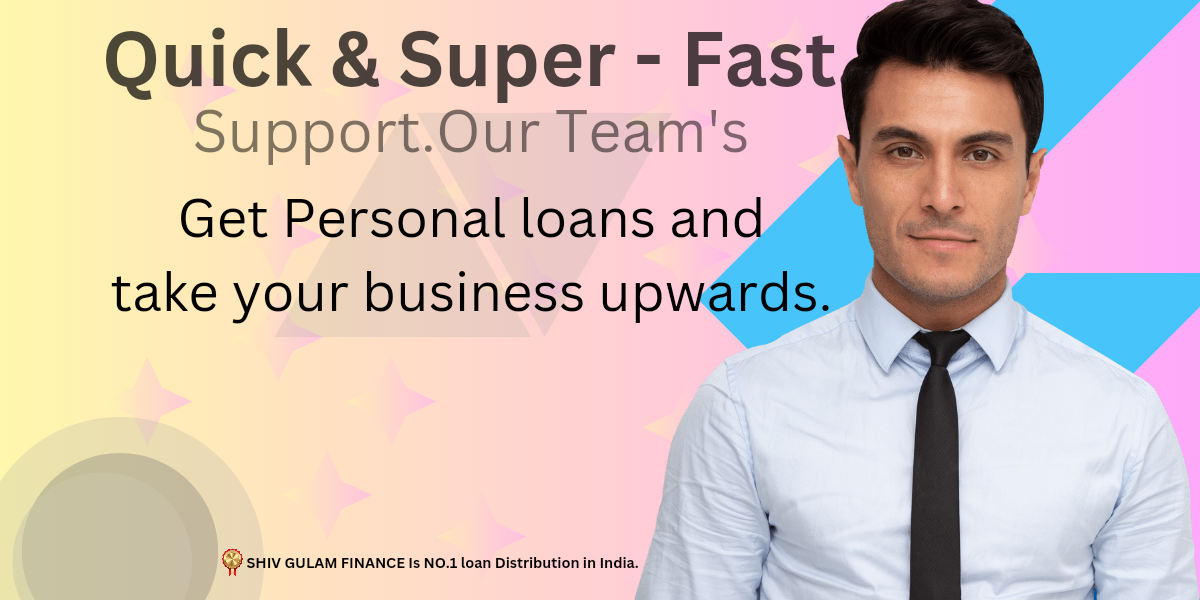 Quick & Super - Fast
Support.Our Team's
Get Personal loans and
take your business upwards.
SHIV GULAM FINANCE Is NO.1 loan Distribution in India.